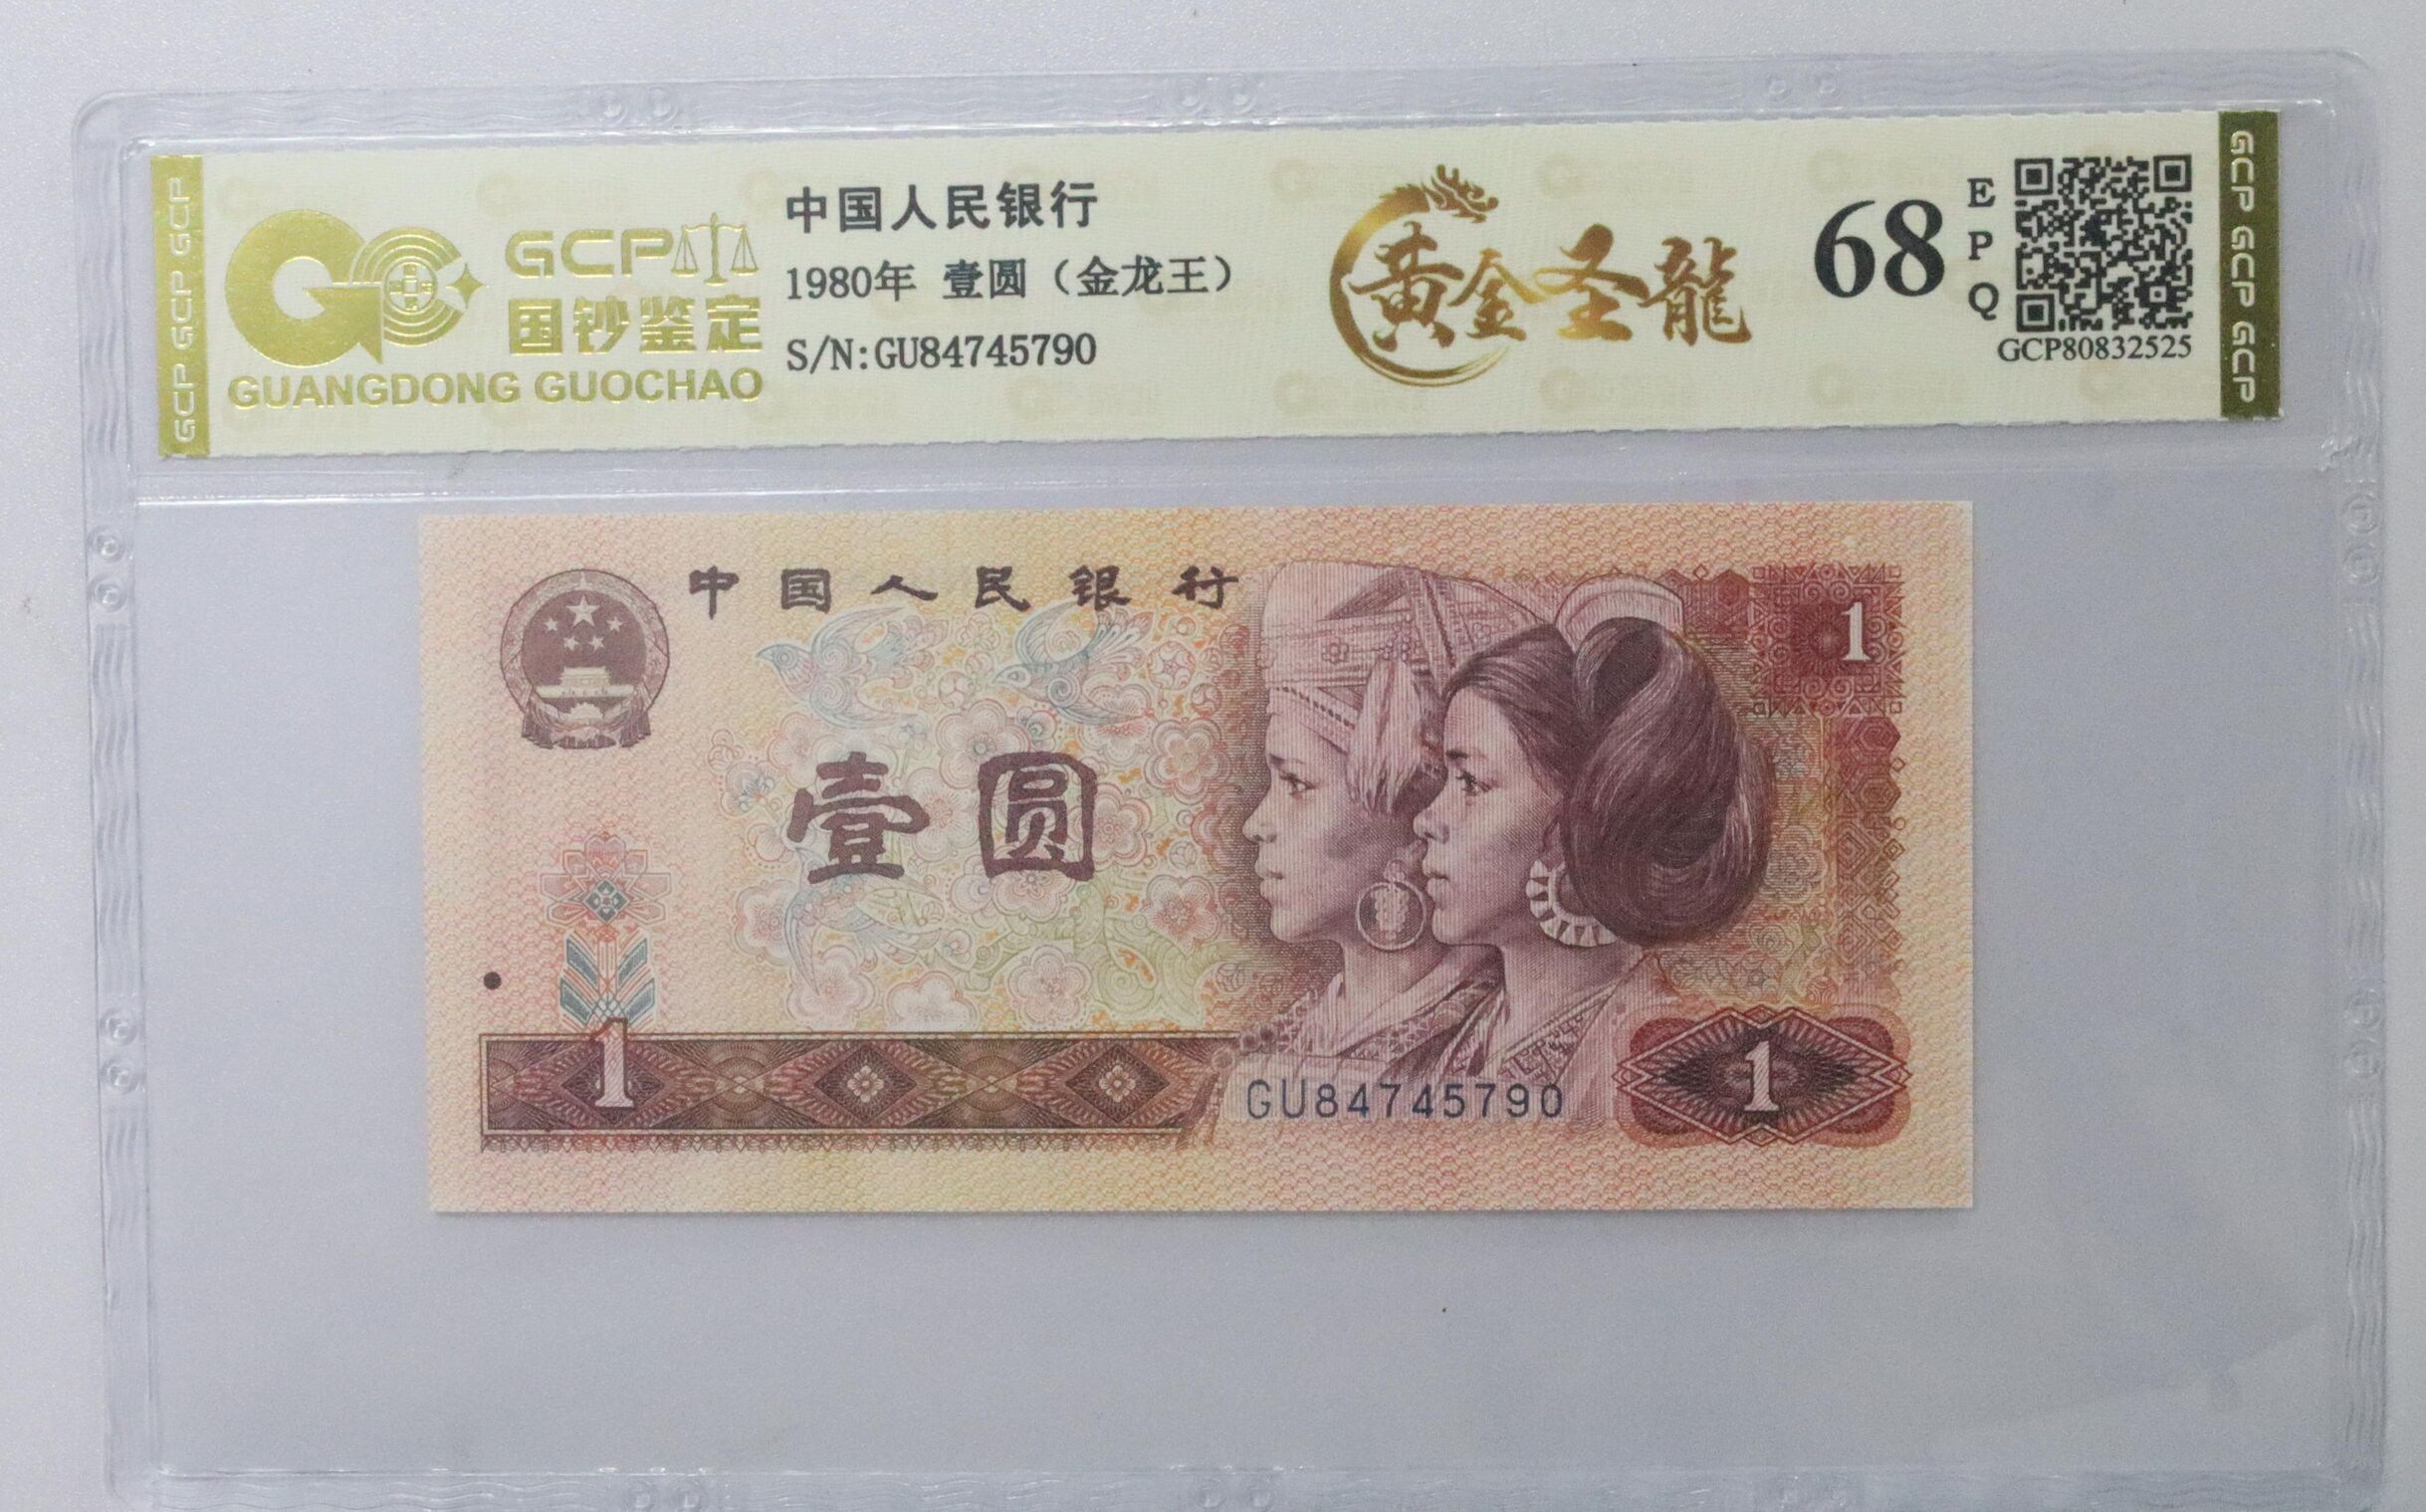 GCP GCP GCP
GCP
国钞鉴定
GUANGDONG GUOCHAO
中国人民银行
1980年 壹圆（金龙王）
S/N:GU84745790
黄金圣龍
68
E
P
Q
GCP80832525
GCP GCP GCP
中国人民银行
1
壹圆
1
GU84745790
1